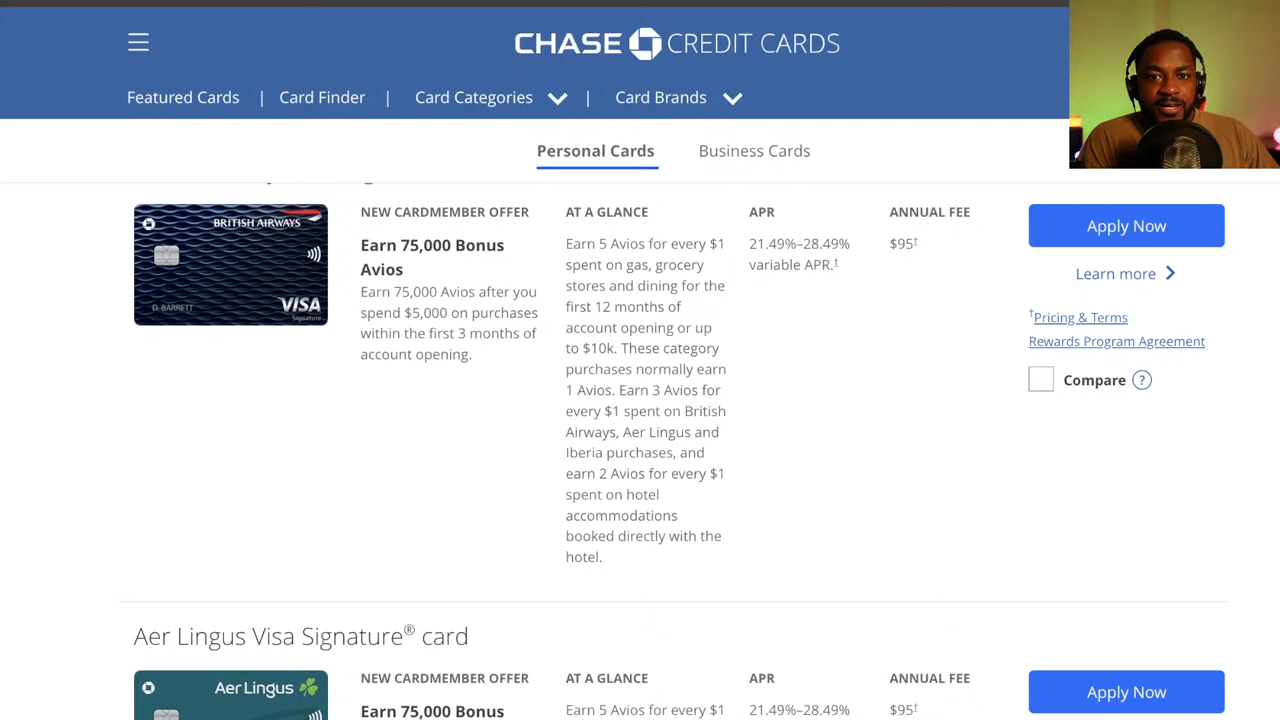 CHASE CREDIT CARDS
Featured Cards | Card Finder | Card Categories | Card Brands
Personal Cards Business Cards
BRITISH AIRWAYS
D. BARRETT
VISA
Signature
NEW CARDMEMBER OFFER
Earn 75,000 Bonus
Avios
Earn 75,000 Avios after you
spend $5,000 on purchases
within the first 3 months of
account opening.
AT A GLANCE
Earn 5 Avios for every $1
spent on gas, grocery
stores and dining for the
first 12 months of
account opening or up
to $10k. These category
purchases normally earn
1 Avios. Earn 3 Avios for
every $1 spent on British
Airways, Aer Lingus and
Iberia purchases, and
earn 2 Avios for every $1
spent on hotel
accommodations
booked directly with the
hotel.
APR
21.49%–28.49%
variable APR.†
ANNUAL FEE
$95†
Apply Now
Learn more
†Pricing & Terms
Rewards Program Agreement
Compare ?
Aer Lingus Visa Signature® card
Aer Lingus
NEW CARDMEMBER OFFER
Earn 75,000 Bonus
AT A GLANCE
Earn 5 Avios for every $1
APR
21.49%–28.49%
ANNUAL FEE
$95†
Apply Now